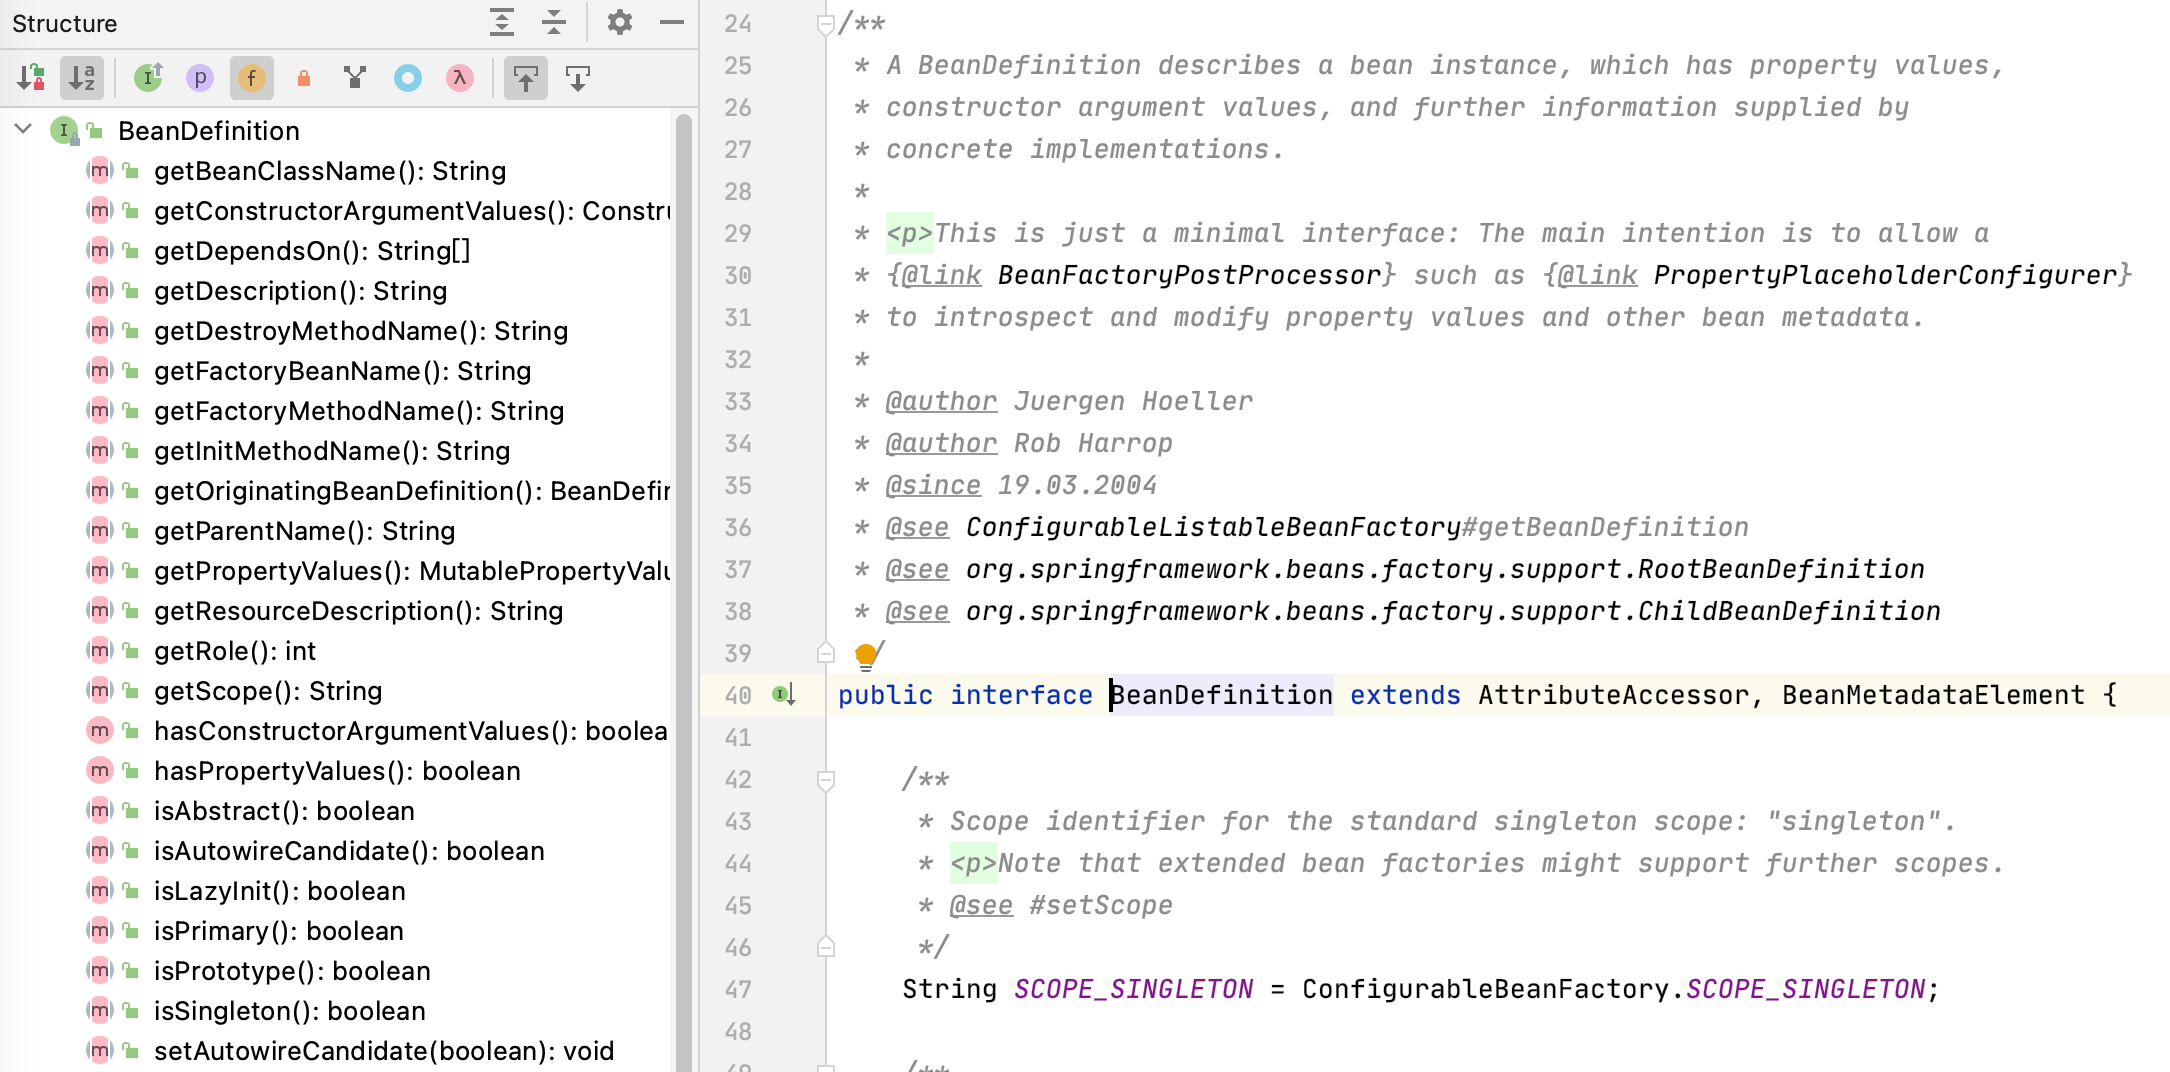 Structure
BeanDefinition
getBeanClassName(): String
getConstructorArgumentValues(): Constru
getDependsOn(): String[]
getDescription(): String
getDestroyMethodName(): String
getFactoryBeanName(): String
getFactoryMethodName(): String
getInitMethodName(): String
getOriginatingBeanDefinition(): BeanDefin
getParentName(): String
getPropertyValues(): MutablePropertyValu
getResourceDescription(): String
getRole(): int
getScope(): String
hasConstructorArgumentValues(): boolea
hasPropertyValues(): boolean
isAbstract(): boolean
isAutowireCandidate(): boolean
isLazyInit(): boolean
isPrimary(): boolean
isPrototype(): boolean
isSingleton(): boolean
setAutowireCandidate(boolean): void
24 /**
25 * A BeanDefinition describes a bean instance, which has property values,
26 * constructor argument values, and further information supplied by
27 * concrete implementations.
28 *
29 * <p>This is just a minimal interface: The main intention is to allow a
30 * {@link BeanFactoryPostProcessor} such as {@link PropertyPlaceholderConfigurer}
31 * to introspect and modify property values and other bean metadata.
32 *
33 * @author Juergen Hoeller
34 * @author Rob Harrop
35 * @since 19.03.2004
36 * @see ConfigurableListableBeanFactory#getBeanDefinition
37 * @see org.springframework.beans.factory.support.RootBeanDefinition
38 * @see org.springframework.beans.factory.support.ChildBeanDefinition
39 /
40 public interface BeanDefinition extends AttributeAccessor, BeanMetadataElement {
41
42 /**
43 * Scope identifier for the standard singleton scope: "singleton".
44 * <p>Note that extended bean factories might support further scopes.
45 * @see #setScope
46 */
47 String SCOPE_SINGLETON = ConfigurableBeanFactory.SCOPE_SINGLETON;
48
49 /**